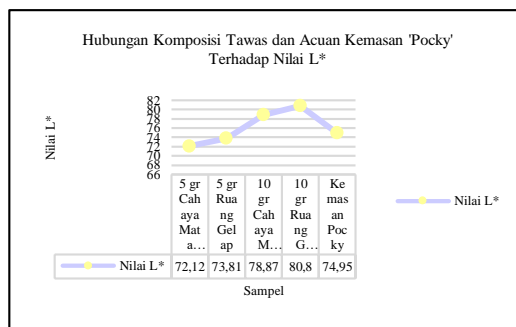 Hubungan Komposisi Tawas dan Acuan Kemasan 'Pocky'
Terhadap Nilai L*
Nilai L*
82
80
78
76
74
72
70
68
66
5 gr
Cah
aya
Mat
a...
5 gr
Rua
ng
Gel
ap
10
gr
Cah
aya
M...
10
gr
Rua
ng
G...
Ke
mas
an
Poc
ky
Nilai L*
72,12
73,81
78,87
80,8
74,95
Sampel
Nilai L*